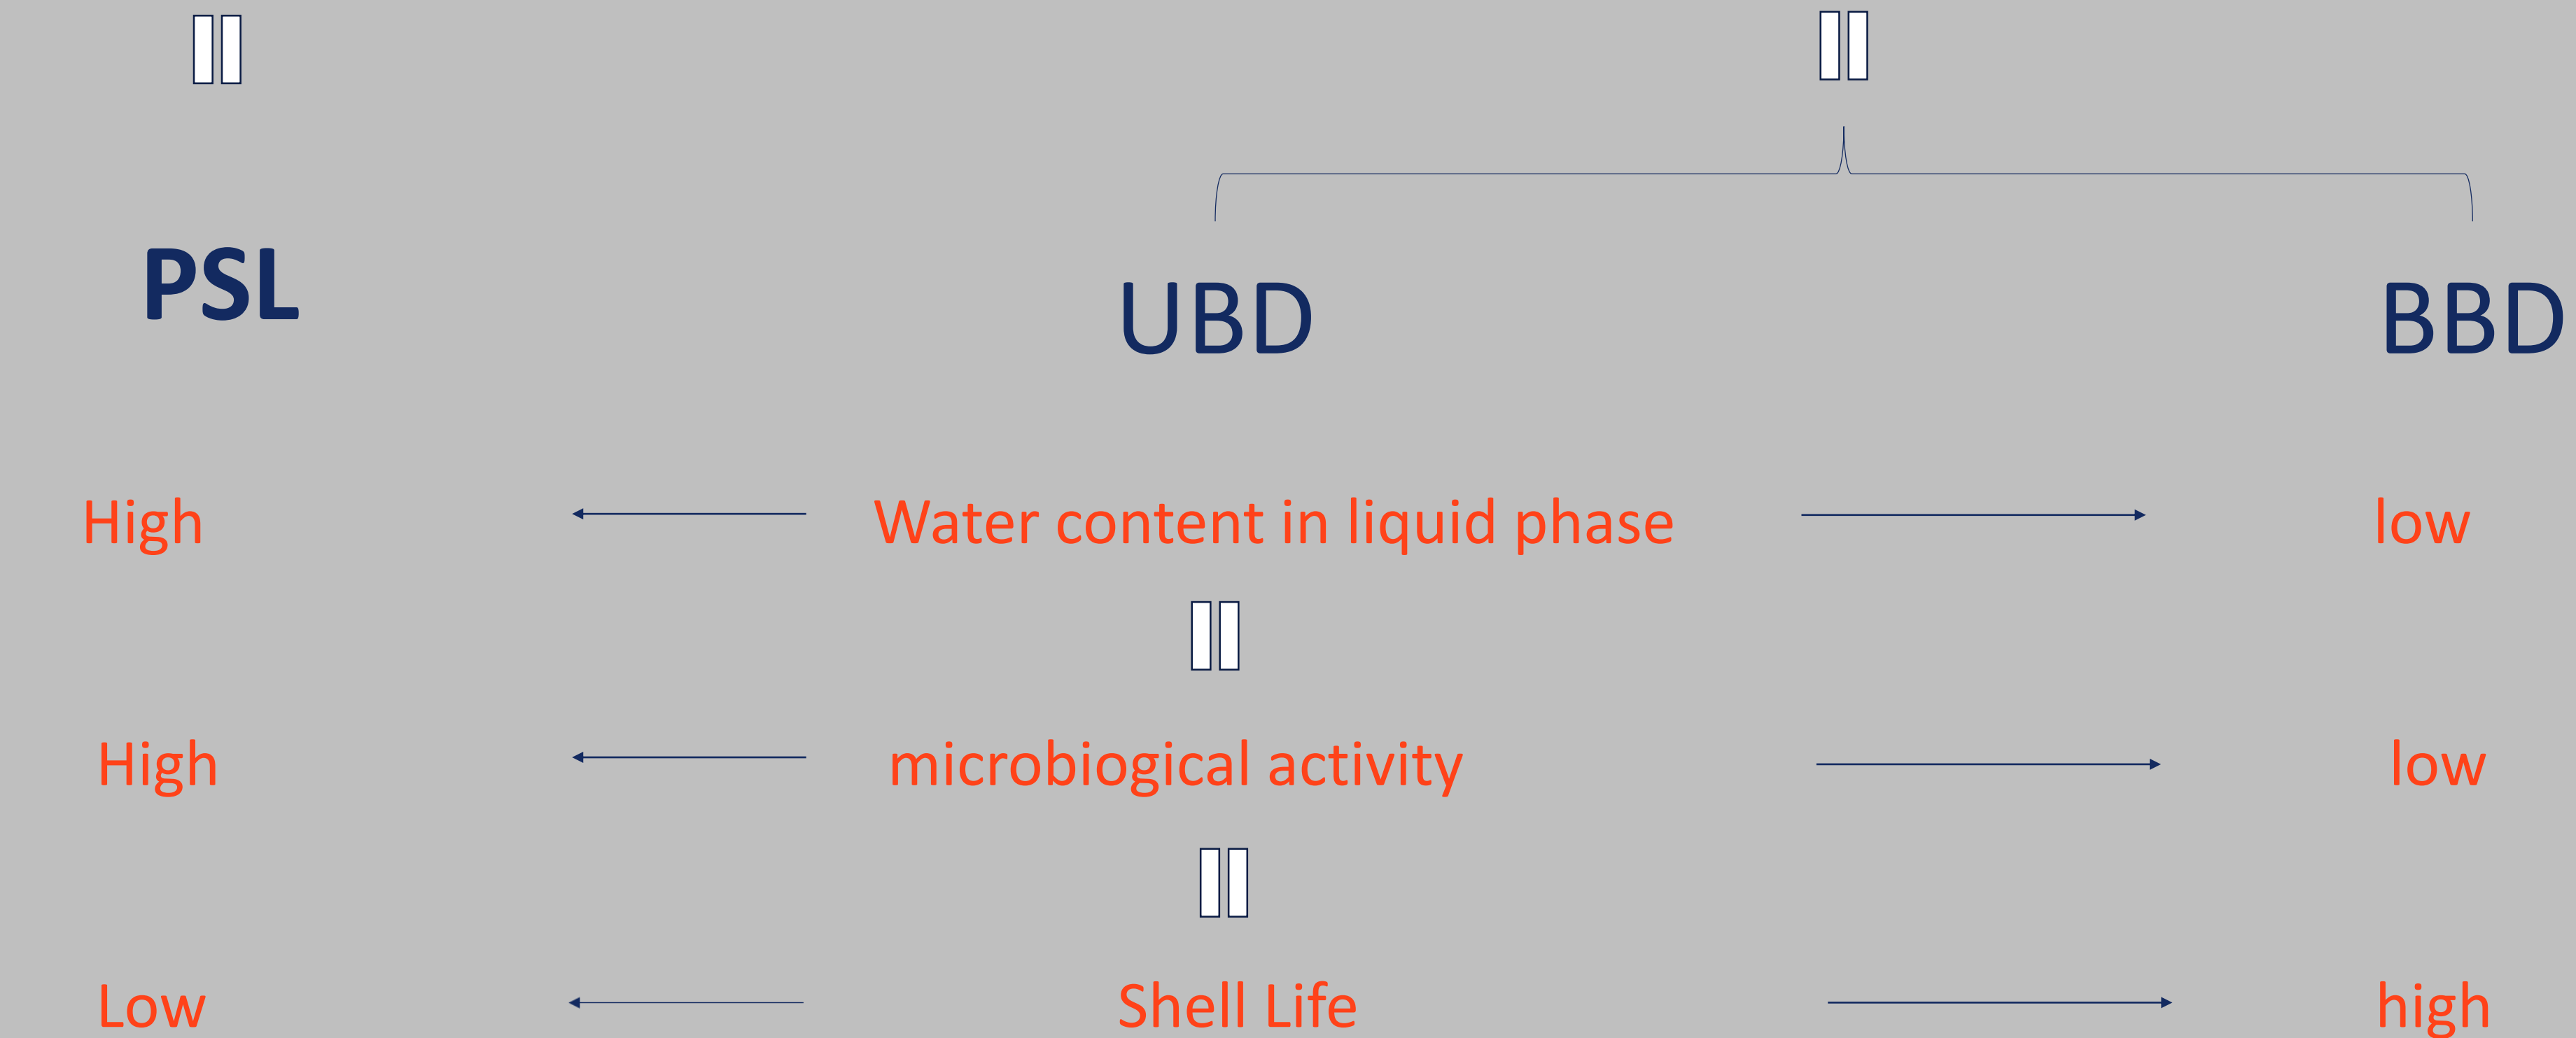 PSL UBD BBD
High Water content in liquid phase low
High microbiogical activity low
Low Shell Life high